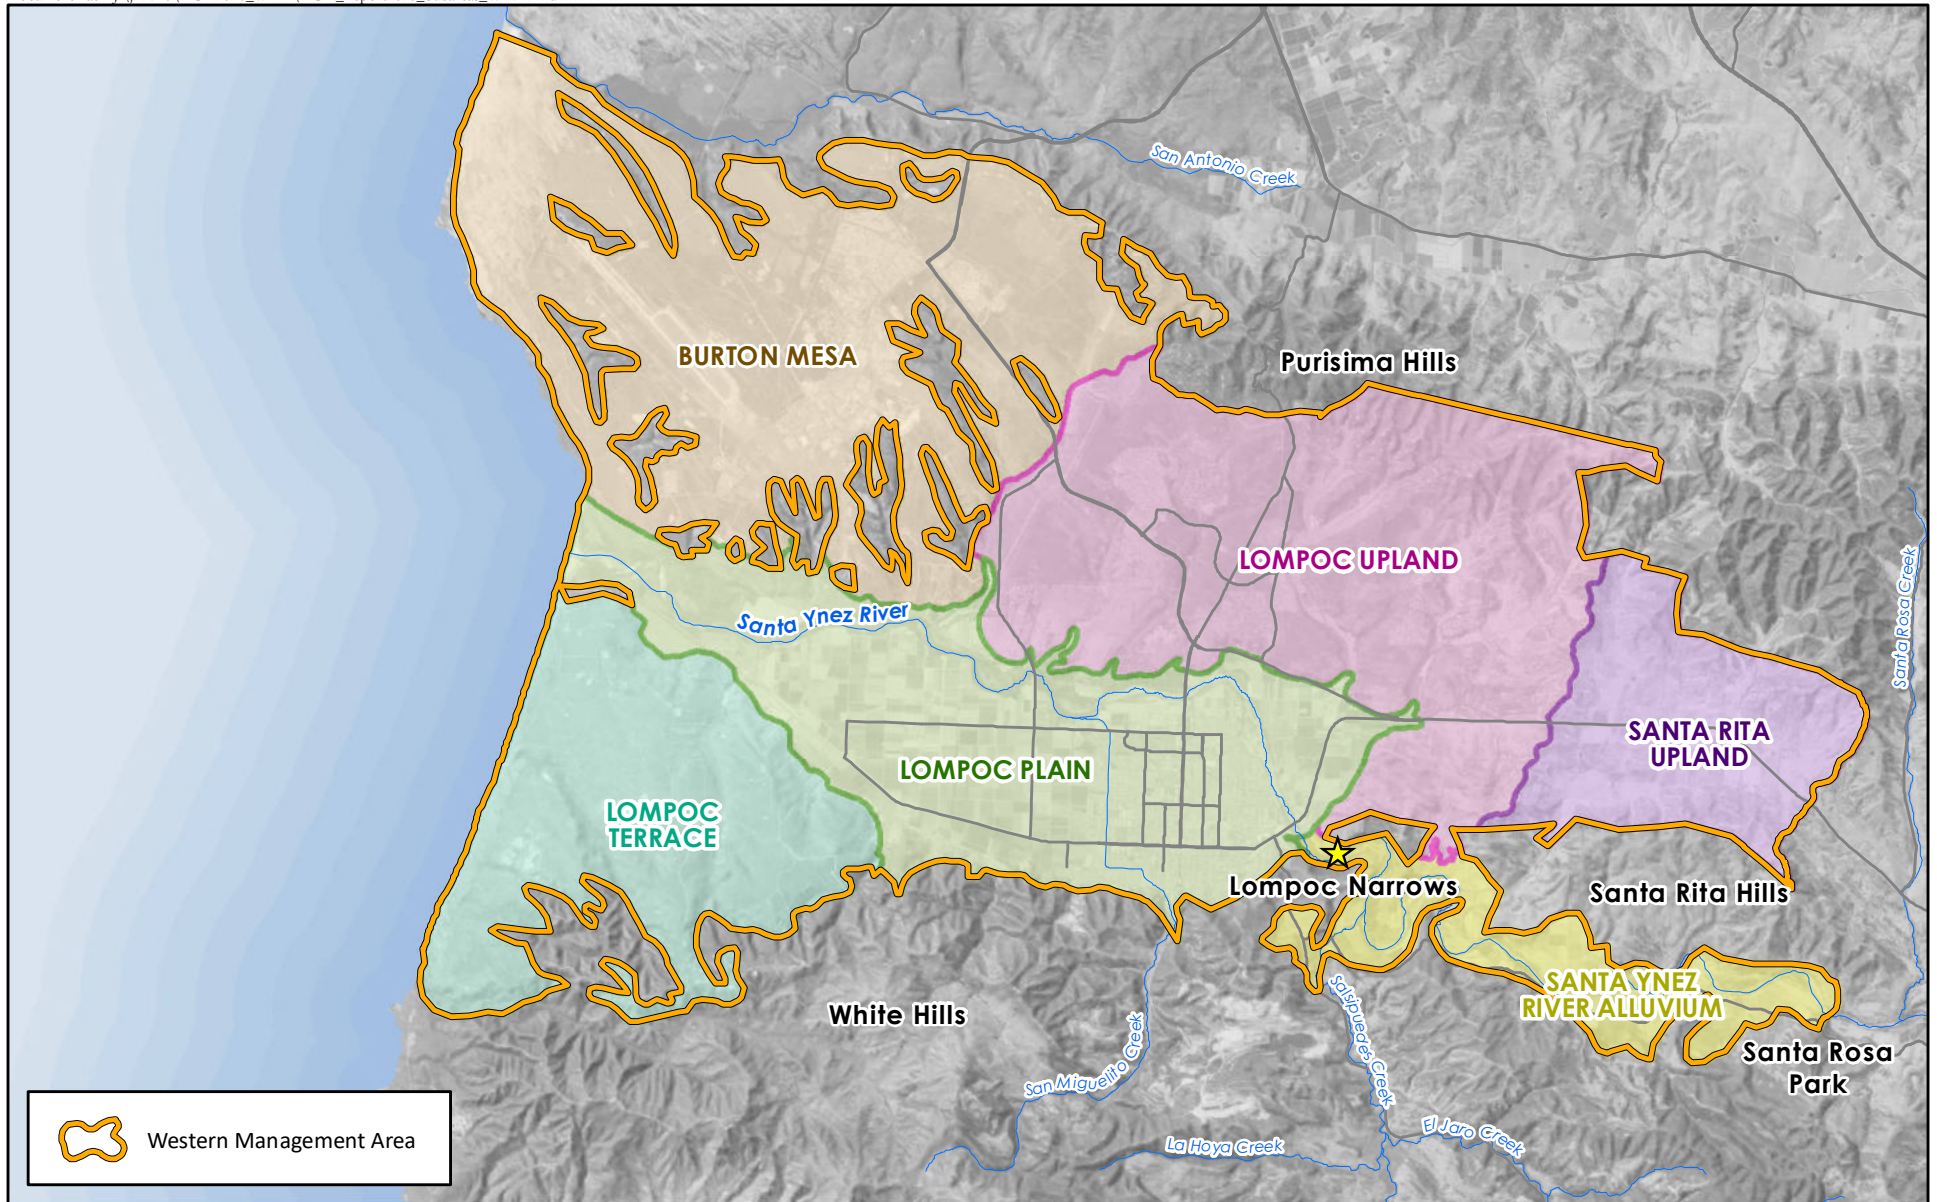 San Antonio Creek
BURTON MESA
Purisima Hills
LOMPOC UPLAND
Santa Rosa Creek
Santa Ynez River
SANTA RITA
UPLAND
LOMPOC PLAIN
LOMPOC
TERRACE
Lompoc Narrows
Santa Rita Hills
SANTA YNEZ
RIVER ALLUVIUM
White Hills
Salsipuedes Creek
Santa Rosa
Park
San Miguelito Creek
El Jaro Creek
La Hoya Creek
Western Management Area